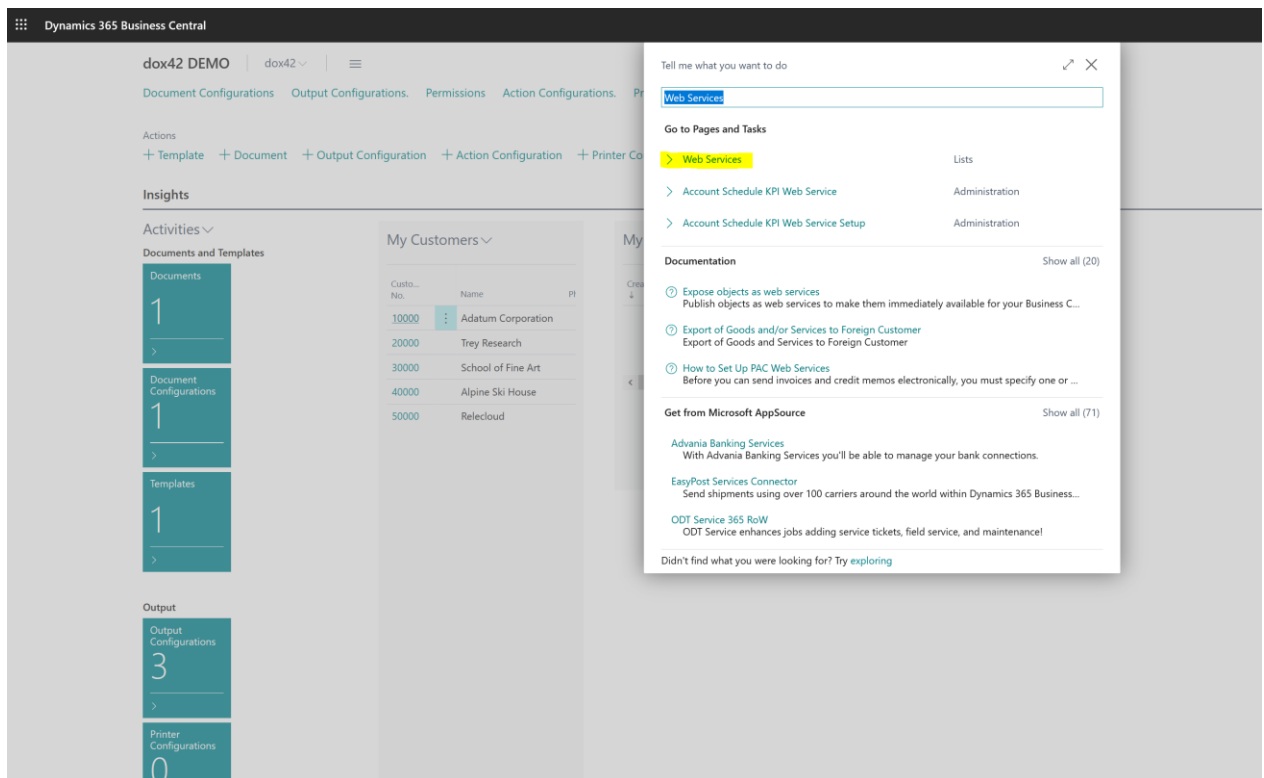 Dynamics 365 Business Central
dox42 DEMO dox42
Document Configurations Output Configurations. Permissions Action Configurations. Pr
Actions
+ Template + Document + Output Configuration + Action Configuration + Printer Co
Insights
Activities
Documents and Templates
Documents
1
Document
Configurations
1
Templates
1
Output
Output
Configurations
3
Printer
Configurations
0
My Customers
Custo...
No. Name Ph
10000 Adatum Corporation
20000 Trey Research
30000 School of Fine Art
40000 Alpine Ski House
50000 Relecloud
My
Crea
Tell me what you want to do
Web Services
Go to Pages and Tasks
Web Services Lists
Account Schedule KPI Web Service Administration
Account Schedule KPI Web Service Setup Administration
Documentation Show all (20)
Expose objects as web services
Publish objects as web services to make them immediately available for your Business C...
Export of Goods and/or Services to Foreign Customer
Export of Goods and Services to Foreign Customer
How to Set Up PAC Web Services
Before you can send invoices and credit memos electronically, you must specify one or ...
Get from Microsoft AppSource Show all (71)
Advania Banking Services
With Advania Banking Services you'll be able to manage your bank connections.
EasyPost Services Connector
Send shipments using over 100 carriers around the world within Dynamics 365 Business...
ODT Service 365 RoW
ODT Service enhances jobs adding service tickets, field service, and maintenance!
Didn't find what you were looking for? Try exploring